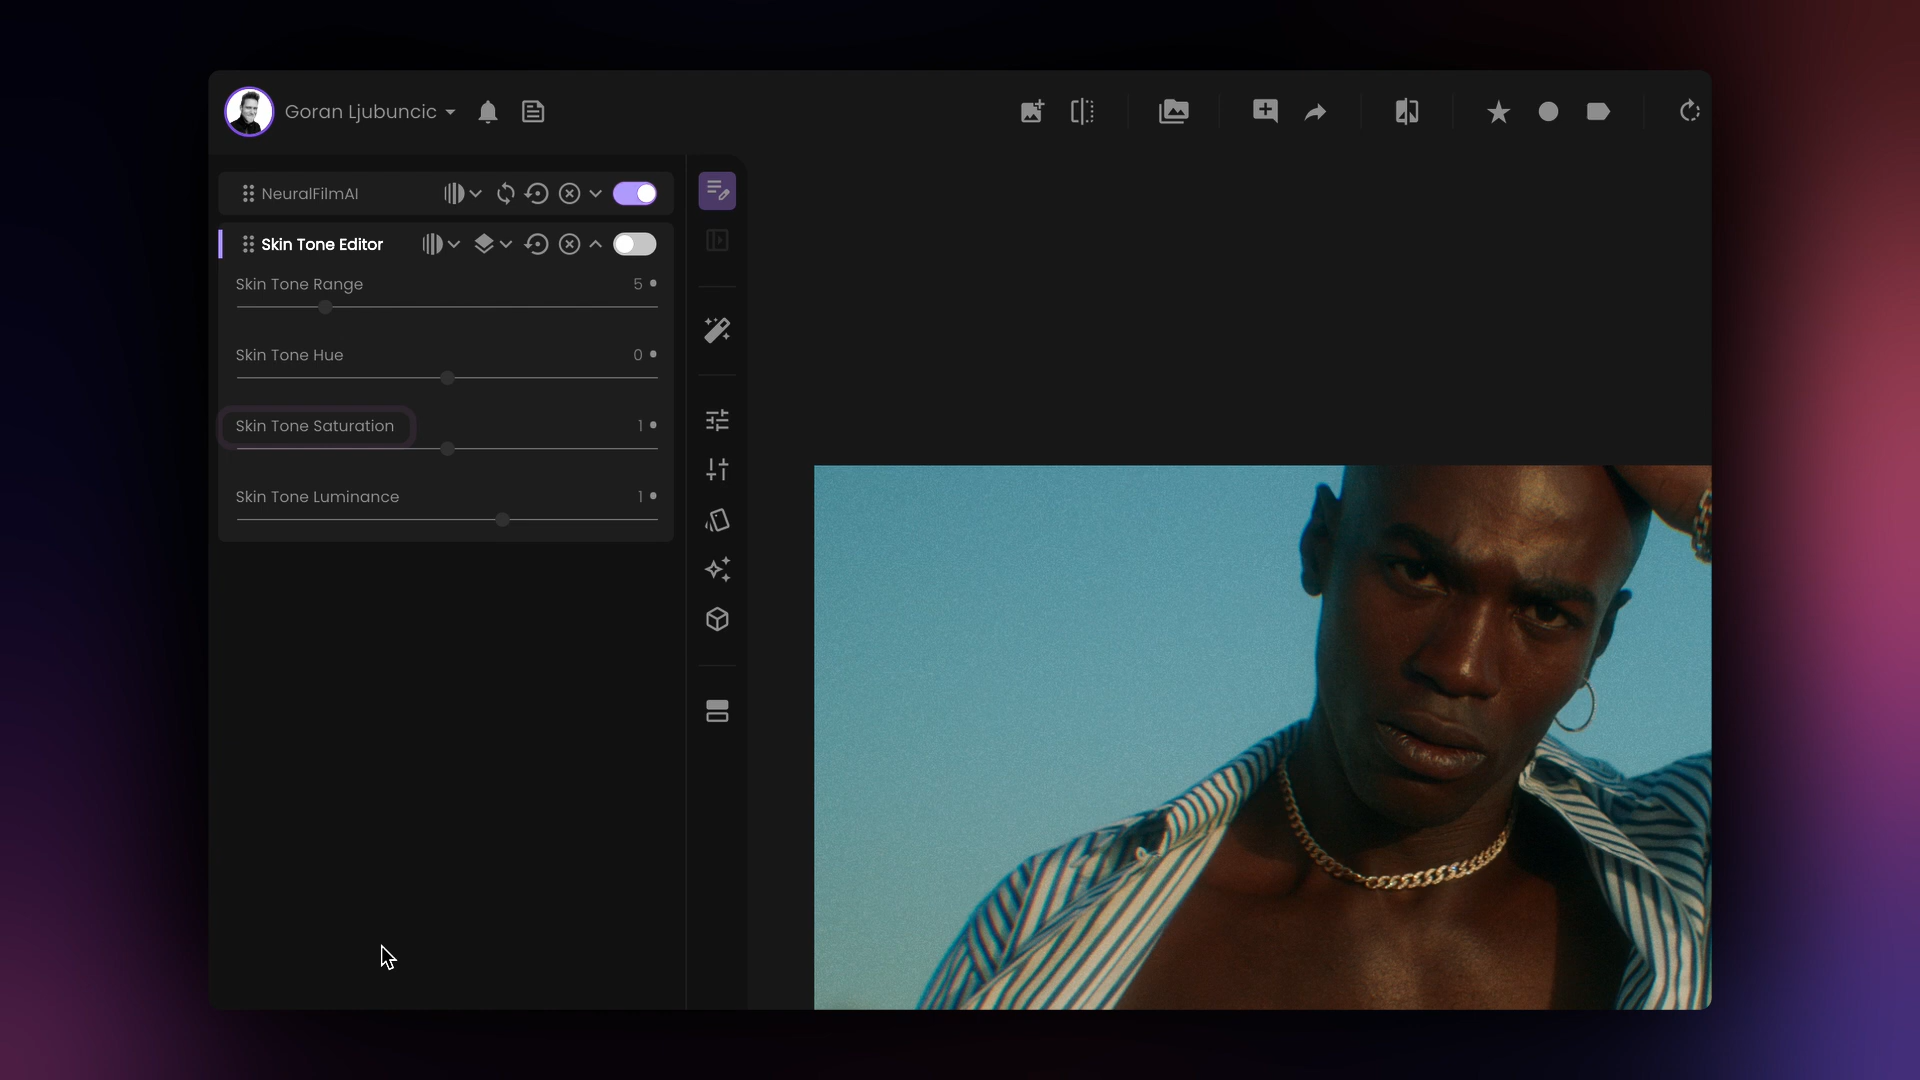 Goran Ljubuncic
NeuralFilmAI
Skin Tone Editor
Skin Tone Range 5
Skin Tone Hue 0
Skin Tone Saturation 1
Skin Tone Luminance 1